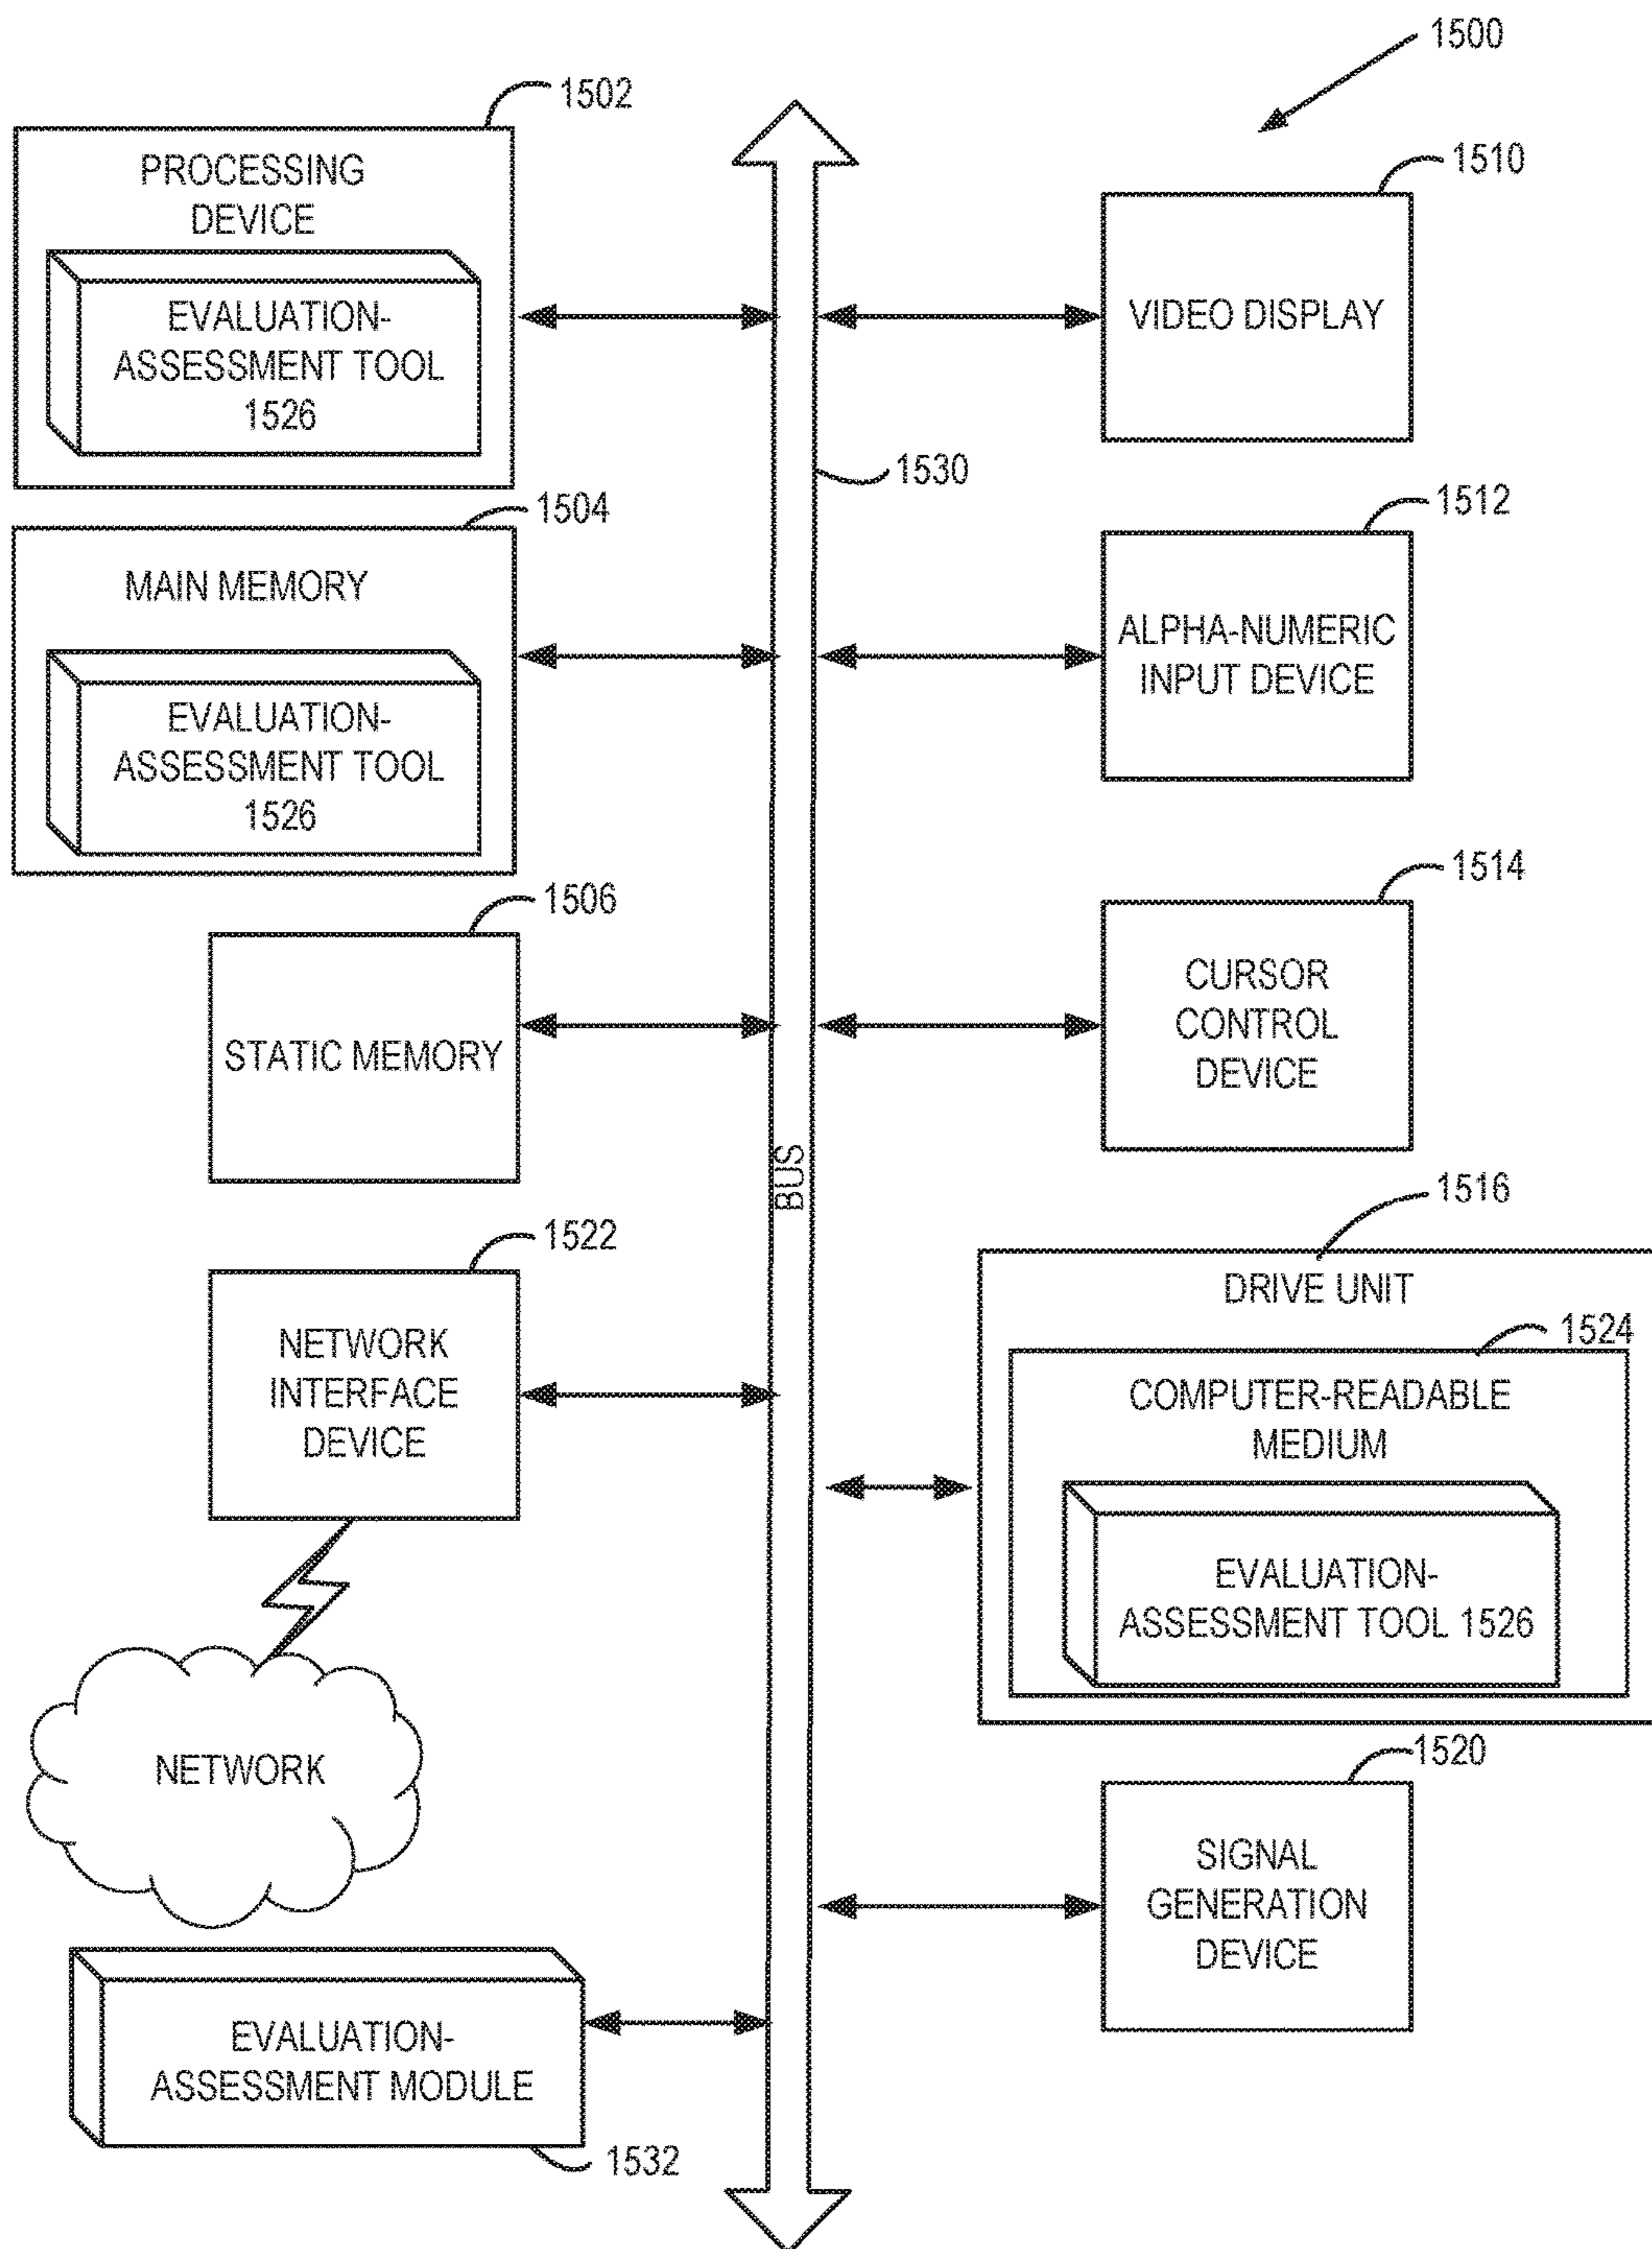 1500
1502
PROCESSING
DEVICE
EVALUATION-
ASSESSMENT TOOL
1526
1510
VIDEO DISPLAY
1530
1504
MAIN MEMORY
EVALUATION-
ASSESSMENT TOOL
1526
1512
ALPHA-NUMERIC
INPUT DEVICE
1506
STATIC MEMORY
1514
CURSOR
CONTROL
DEVICE
BUS
1522
NETWORK
INTERFACE
DEVICE
1516
DRIVE UNIT
1524
COMPUTER-READABLE
MEDIUM
EVALUATION-
ASSESSMENT TOOL 1526
NETWORK
1520
SIGNAL
GENERATION
DEVICE
EVALUATION-
ASSESSMENT MODULE
1532